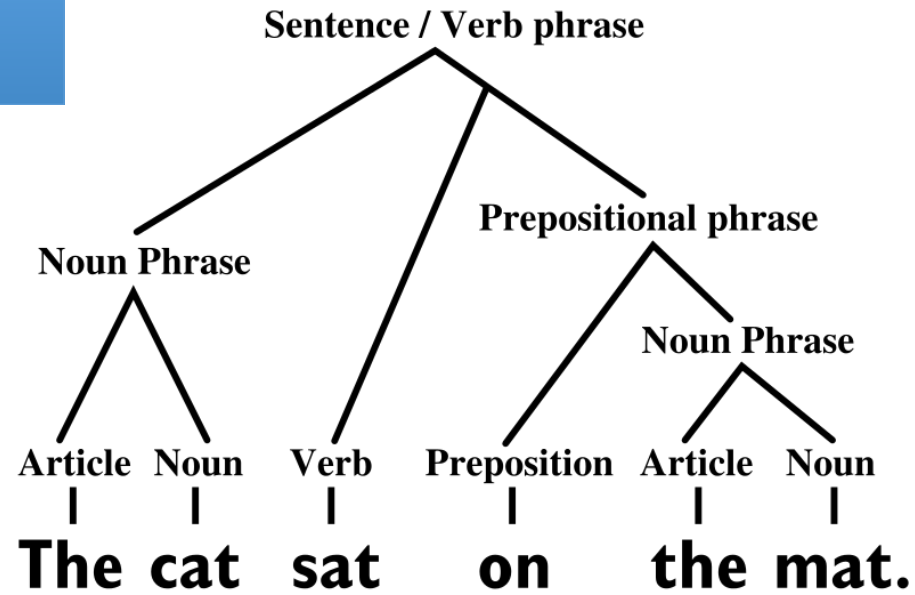 Sentence / Verb phrase
Prepositional phrase
Noun Phrase
Noun Phrase
Article Noun Verb Preposition Article Noun
The cat sat on the mat.